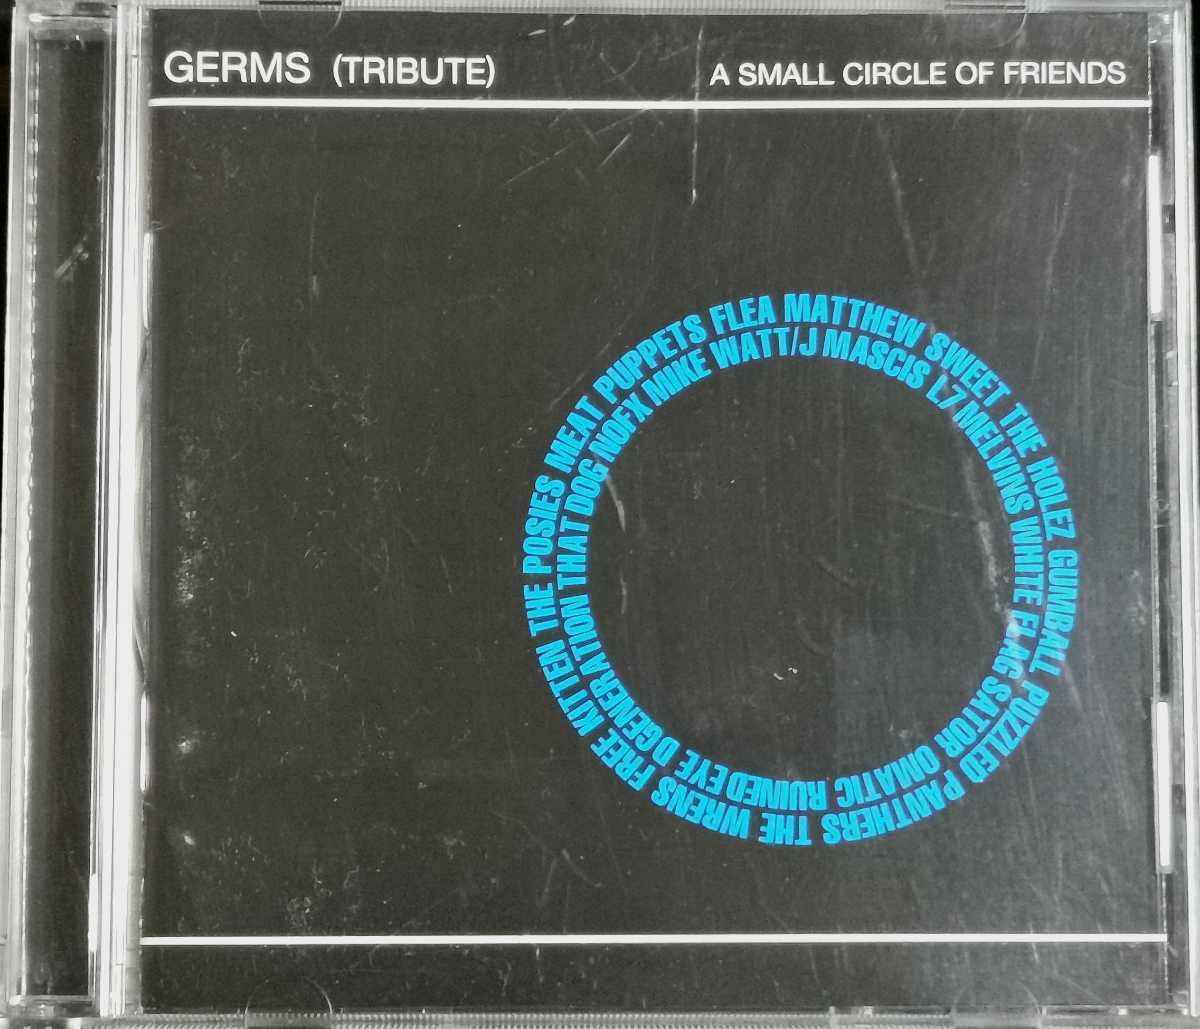 GERMS (TRIBUTE)
A SMALL CIRCLE OF FRIENDS
FREE KITTEN THE POSIES MEAT PUPPETS FLEA MATTHEW SWEET THE HOLEZ GUMBALL PUZZLED PANTHERS THE WRENS
D GENERATION THAT DOG NOFX MIKE WATT/J MASCIS L7 MELVINS WHITE FLAG SATOR OMATIC RUINED EYE